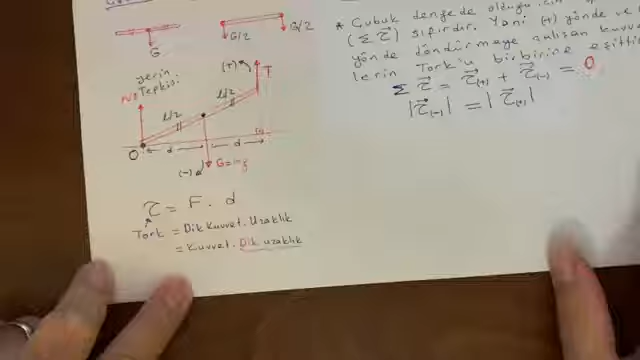 G
G/2
G/2
* Çubuk dengede olduğu için
(Σ τ) sıfırdır. Yani (+) yönde ve
yönde döndürmeye çalışan kuvvet
lerin Tork'u birbirine eşittir
Σ τ = τ(+) + τ(-) = 0
|τ(-)| = |τ(+)|
yerin
Tepkisi
(+)
T
N
l/2
l/2
O
d
d
(-)
G=mg
τ = F . d
Tork = Dik Kuvvet. Uzaklık
= Kuvvet. Dik uzaklık